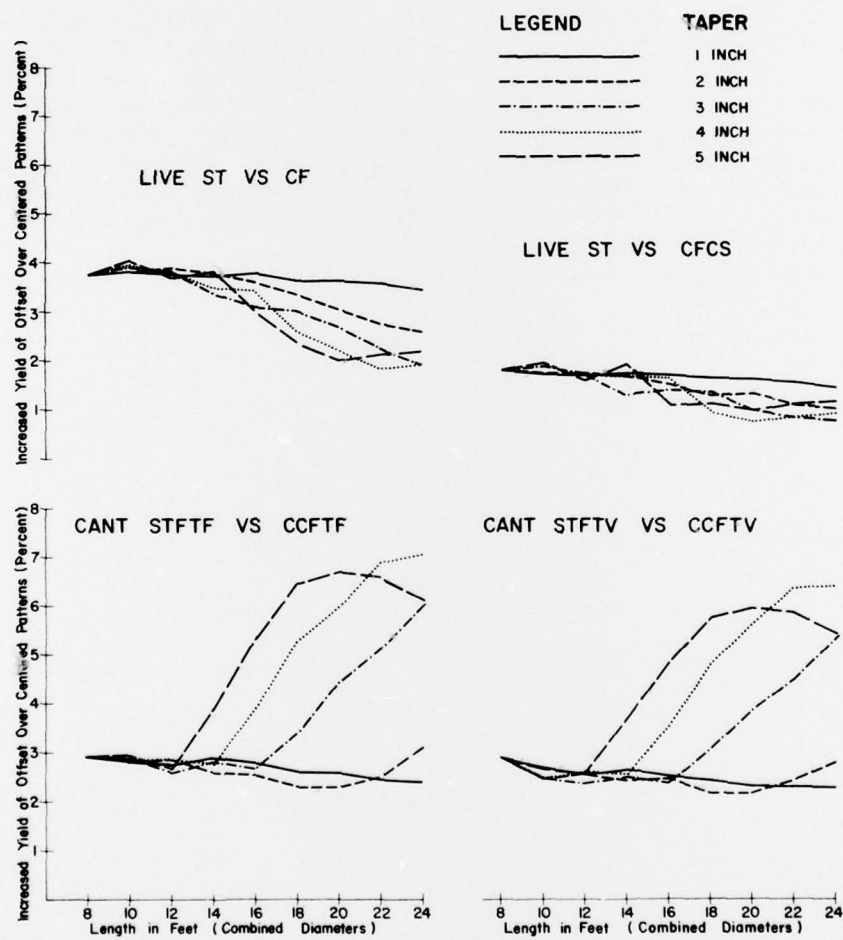 LEGEND TAPER
1 INCH
2 INCH
3 INCH
4 INCH
5 INCH
Increased Yield of Offset Over Centered Patterns (Percent)
8
7
6
5
4
3
2
1
LIVE ST VS CF
LIVE ST VS CFCS
Increased Yield of Offset Over Centered Patterns (Percent)
8
7
6
5
4
3
2
1
CANT STFTF VS CCFTF
CANT STFTV VS CCFTV
8 10 12 14 16 18 20 22 24
Length in Feet (Combined Diameters)
8 10 12 14 16 18 20 22 24
Length in Feet (Combined Diameters)